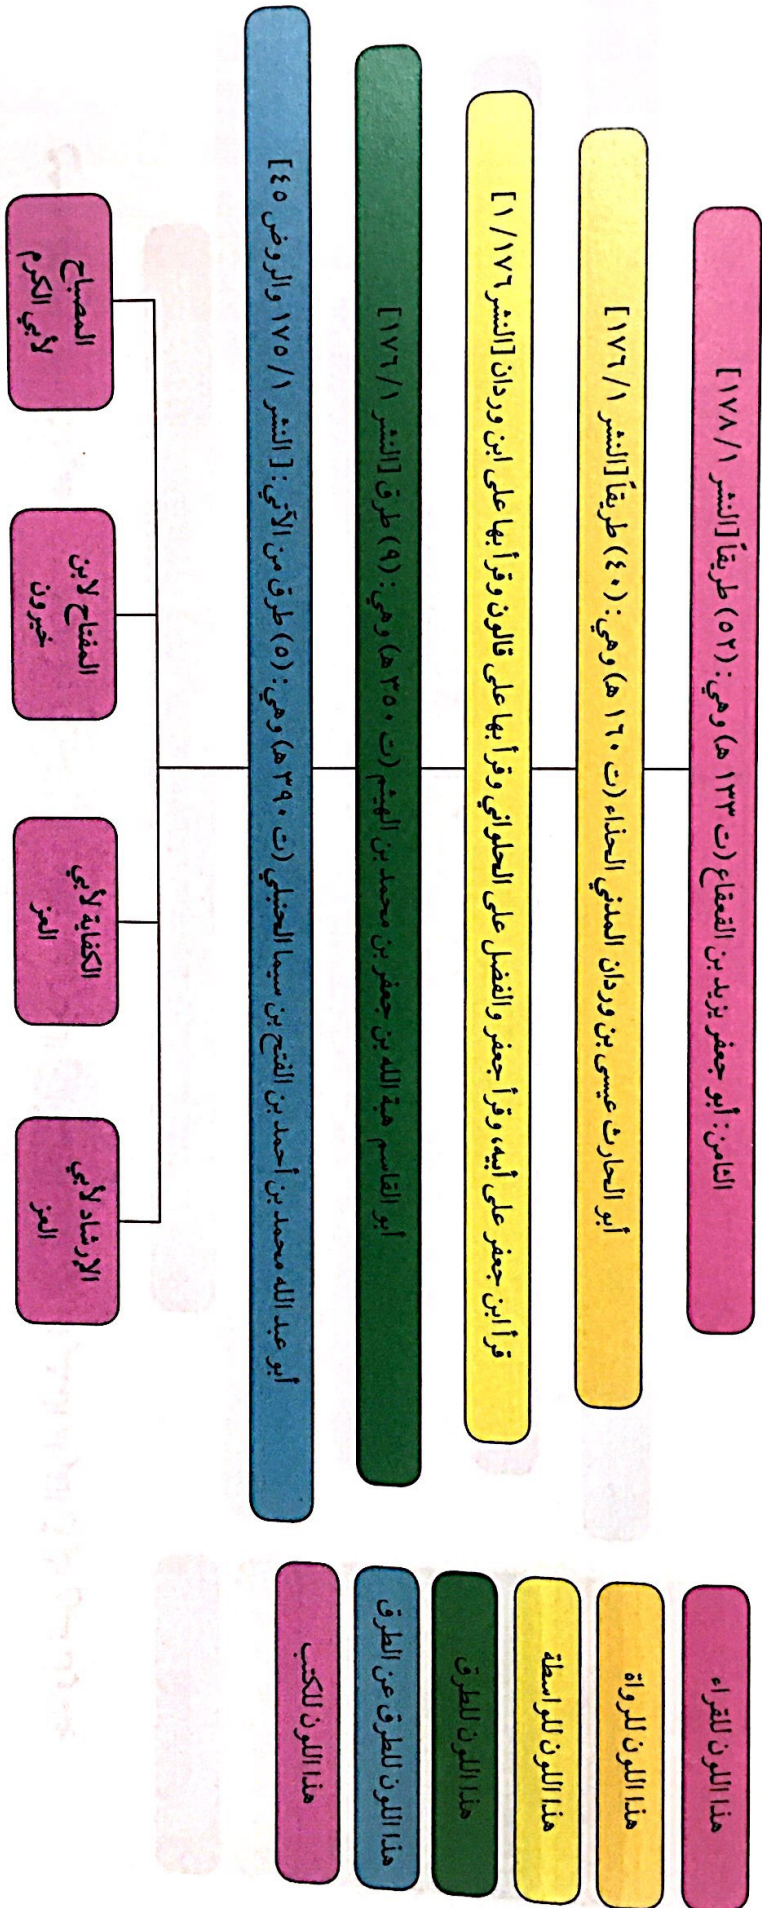 الثامن: أبو جعفر يزيد بن القعقاع (ت ١٣٣ هـ) وهي: (٥٢) طريقاً [النشر ١/١٧٨]
أبو الحارث عيسى بن وردان المدني الحذاء (ت ١٦٠ هـ) وهي: (٤٠) طريقاً [النشر ١/١٧٦]
قرأ ابن جعفر على أبيه، وقرأ جعفر والفضل على الحلواني وقرأ بها على قالون وقرأ بها على ابن وردان [النشر ١/١٧٦]
أبو القاسم هبة الله بن جعفر بن محمد بن الهيثم (ت ٣٥٠ هـ) وهي: (٩) طرق [النشر ١/١٧٦]
أبو عبد الله محمد بن أحمد بن الفتح بن سيما الحنبلي (ت ٣٩٠ هـ) وهي: (٥) طرق من الآتي: [النشر ١/١٧٥ والروض ٤٥]
الإرشاد لأبي
العز
الكفاية لأبي
العز
المفتاح لابن
خيرون
المصباح
لأبي الكرم
هذا اللون للقراء
هذا اللون للرواة
هذا اللون للواسطة
هذا اللون للطرق
هذا اللون للطرق عن الطرق
هذا اللون للكتب